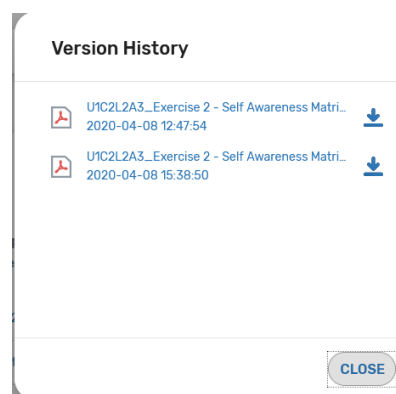 Version History
U1C2L2A3_Exercise 2 - Self Awareness Matri...
2020-04-08 12:47:54
U1C2L2A3_Exercise 2 - Self Awareness Matri...
2020-04-08 15:38:50
CLOSE